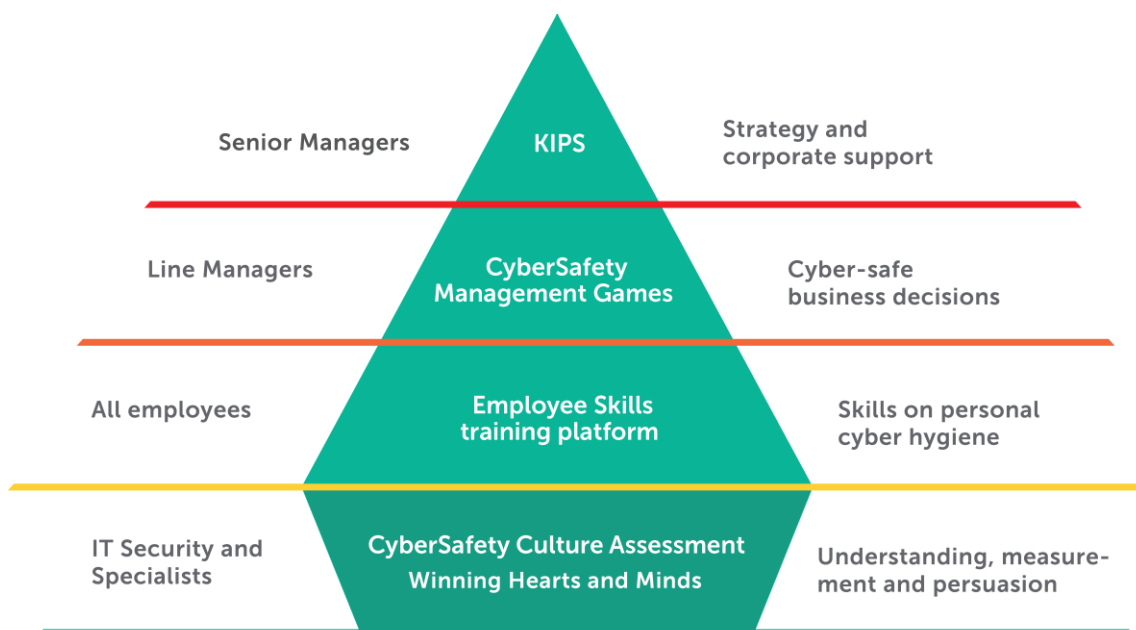 Senior Managers
KIPS
Strategy and
corporate support
Line Managers
CyberSafety
Management Games
Cyber-safe
business decisions
All employees
Employee Skills
training platform
Skills on personal
cyber hygiene
IT Security and
Specialists
CyberSafety Culture Assessment
Winning Hearts and Minds
Understanding, measure-
ment and persuasion